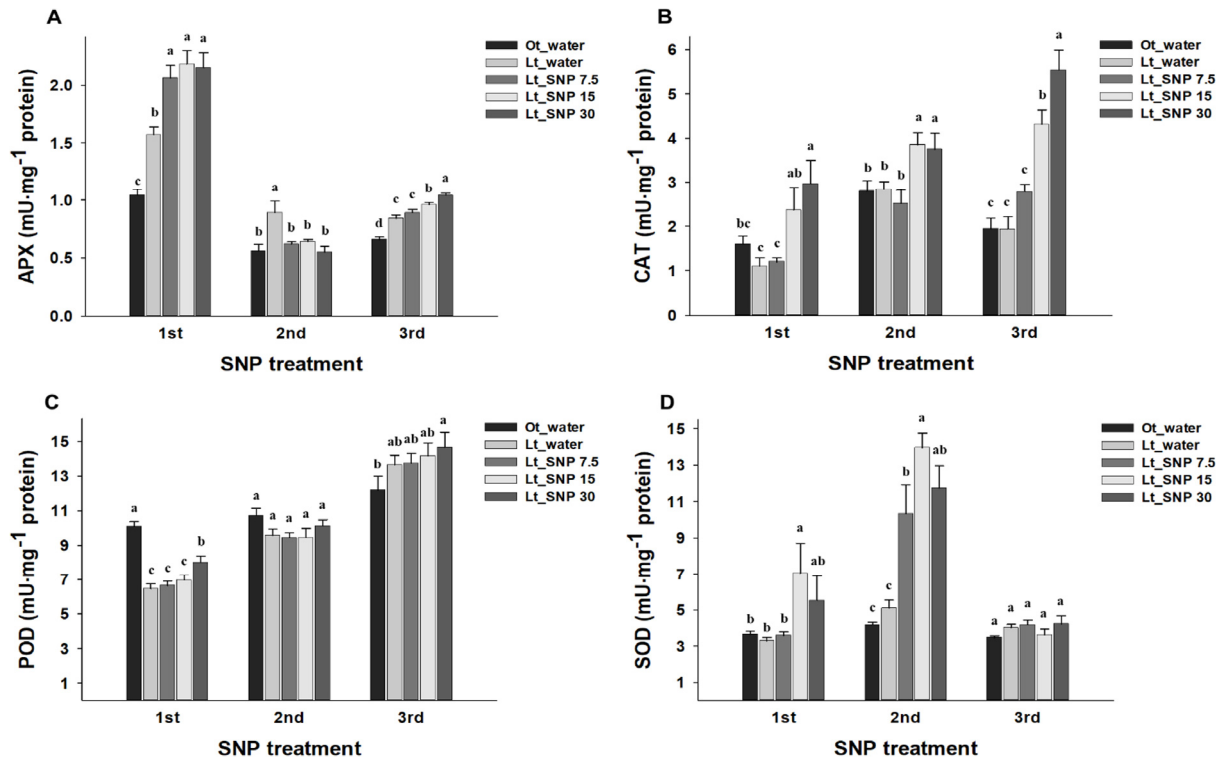 A
APX (mU·mg⁻¹ protein)
2.0
1.5
1.0
0.5
0.0
c b a a a
b a b b b
d c c b a
1st 2nd 3rd
SNP treatment
Ot_water
Lt_water
Lt_SNP 7.5
Lt_SNP 15
Lt_SNP 30
B
CAT (mU·mg⁻¹ protein)
6
5
4
3
2
1
0
bc c c ab a
b b b a a
c c c b a
1st 2nd 3rd
SNP treatment
Ot_water
Lt_water
Lt_SNP 7.5
Lt_SNP 15
Lt_SNP 30
C
POD (mU·mg⁻¹ protein)
15
13
11
9
7
5
3
1
a c c c b
a a a a a
b ab ab ab a
1st 2nd 3rd
SNP treatment
Ot_water
Lt_water
Lt_SNP 7.5
Lt_SNP 15
Lt_SNP 30
D
SOD (mU·mg⁻¹ protein)
15
13
11
9
7
5
3
1
b b b a ab
c c b a ab
a a a a a
1st 2nd 3rd
SNP treatment
Ot_water
Lt_water
Lt_SNP 7.5
Lt_SNP 15
Lt_SNP 30